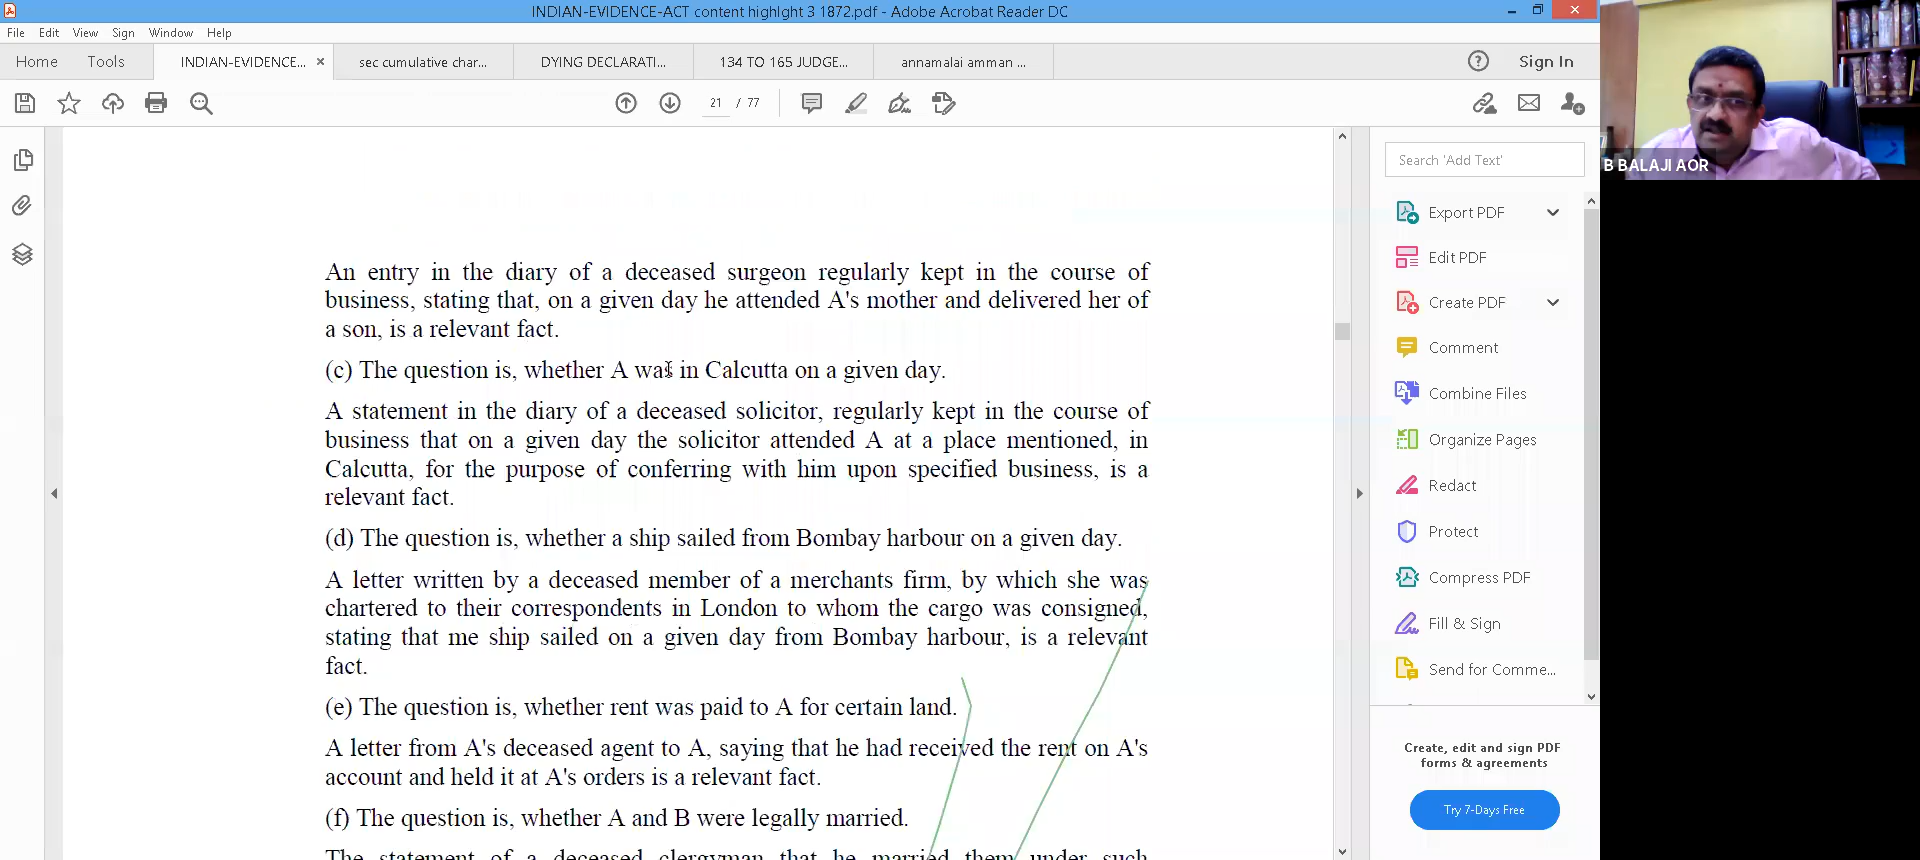 INDIAN-EVIDENCE-ACT content highlght 3 1872.pdf - Adobe Acrobat Reader DC
File Edit View Sign Window Help
Home Tools INDIAN-EVIDENCE... × sec cumulative char... DYING DECLARATI... 134 TO 165 JUDGE... annamalai amman ... Sign In
21 / 77
Search 'Add Text'
B BALAJI AOR
Export PDF
Edit PDF
Create PDF
Comment
Combine Files
Organize Pages
Redact
Protect
Compress PDF
Fill & Sign
Send for Comme...
Create, edit and sign PDF
forms & agreements
Try 7-Days Free
An entry in the diary of a deceased surgeon regularly kept in the course of
business, stating that, on a given day he attended A's mother and delivered her of
a son, is a relevant fact.
(c) The question is, whether A was in Calcutta on a given day.
A statement in the diary of a deceased solicitor, regularly kept in the course of
business that on a given day the solicitor attended A at a place mentioned, in
Calcutta, for the purpose of conferring with him upon specified business, is a
relevant fact.
(d) The question is, whether a ship sailed from Bombay harbour on a given day.
A letter written by a deceased member of a merchants firm, by which she was
chartered to their correspondents in London to whom the cargo was consigned,
stating that me ship sailed on a given day from Bombay harbour, is a relevant
fact.
(e) The question is, whether rent was paid to A for certain land.
A letter from A's deceased agent to A, saying that he had received the rent on A's
account and held it at A's orders is a relevant fact.
(f) The question is, whether A and B were legally married.
The statement of a deceased clergyman that he married them under such